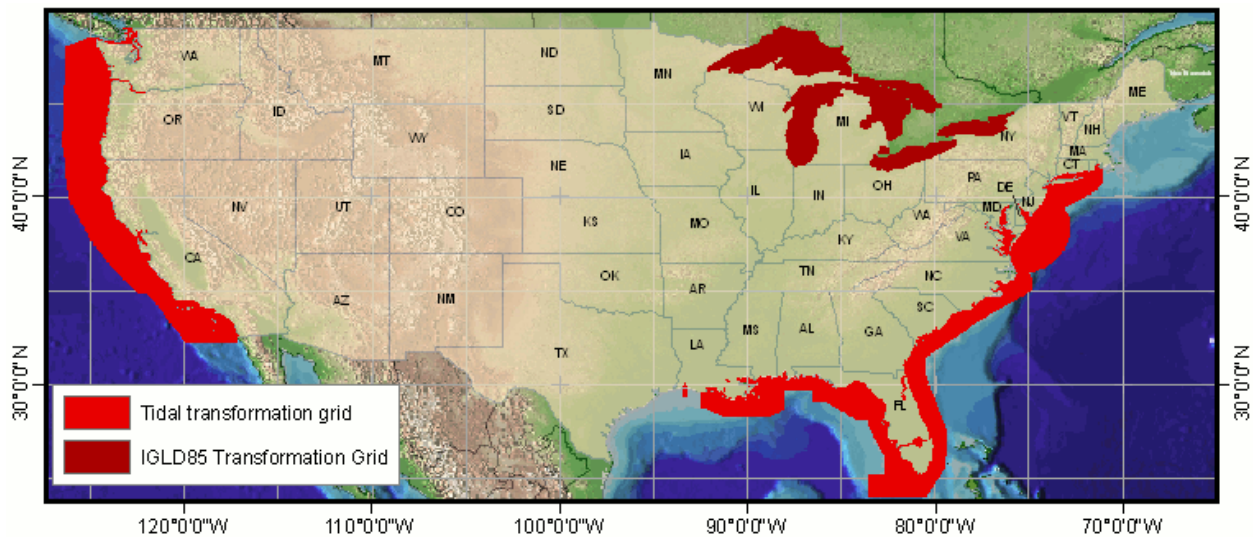 WA
MT
ND
MN
ME
OR
ID
SD
WI
MI
VT
NH
NY
WY
MA
CT
IA
NE
PA
NV
UT
CO
IL
IN
OH
DE
NJ
MD
WA
VA
KS
MO
KY
CA
OK
TN
NC
AZ
NM
AR
SC
MS
AL
GA
TX
LA
FL
40°0'0"N
40°0'0"N
30°0'0"N
30°0'0"N
Tidal transformation grid
IGLD85 Transformation Grid
120°0'0"W
110°0'0"W
100°0'0"W
90°0'0"W
80°0'0"W
70°0'0"W